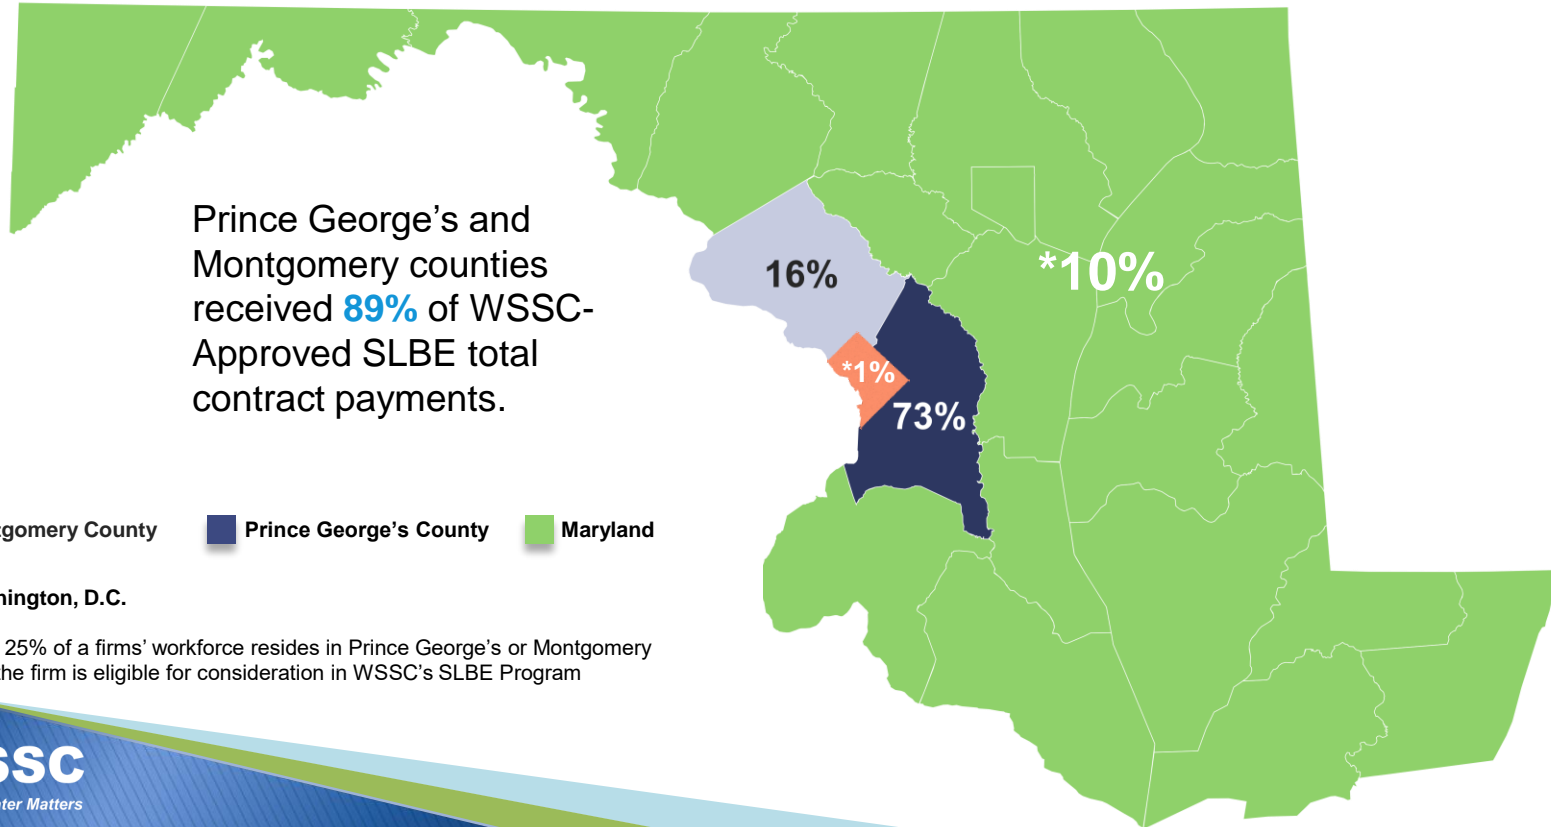 Prince George’s and
Montgomery counties
received 89% of WSSC-
Approved SLBE total
contract payments.
16%
*10%
*1%
73%
tgomery County
Prince George’s County
Maryland
hington, D.C.
25% of a firms’ workforce resides in Prince George’s or Montgomery
the firm is eligible for consideration in WSSC’s SLBE Program
ssc
ter Matters